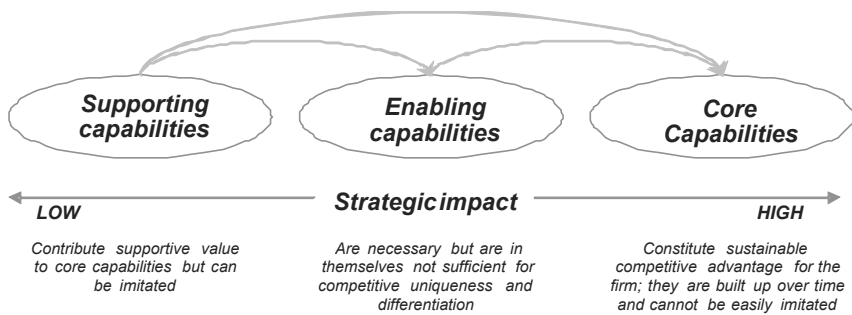 Supporting
capabilities
Enabling
capabilities
Core
Capabilities
LOW
Strategic impact
HIGH
Contribute supportive value
to core capabilities but can
be imitated
Are necessary but are in
themselves not sufficient for
competitive uniqueness and
differentiation
Constitute sustainable
competitive advantage for the
firm; they are built up over time
and cannot be easily imitated